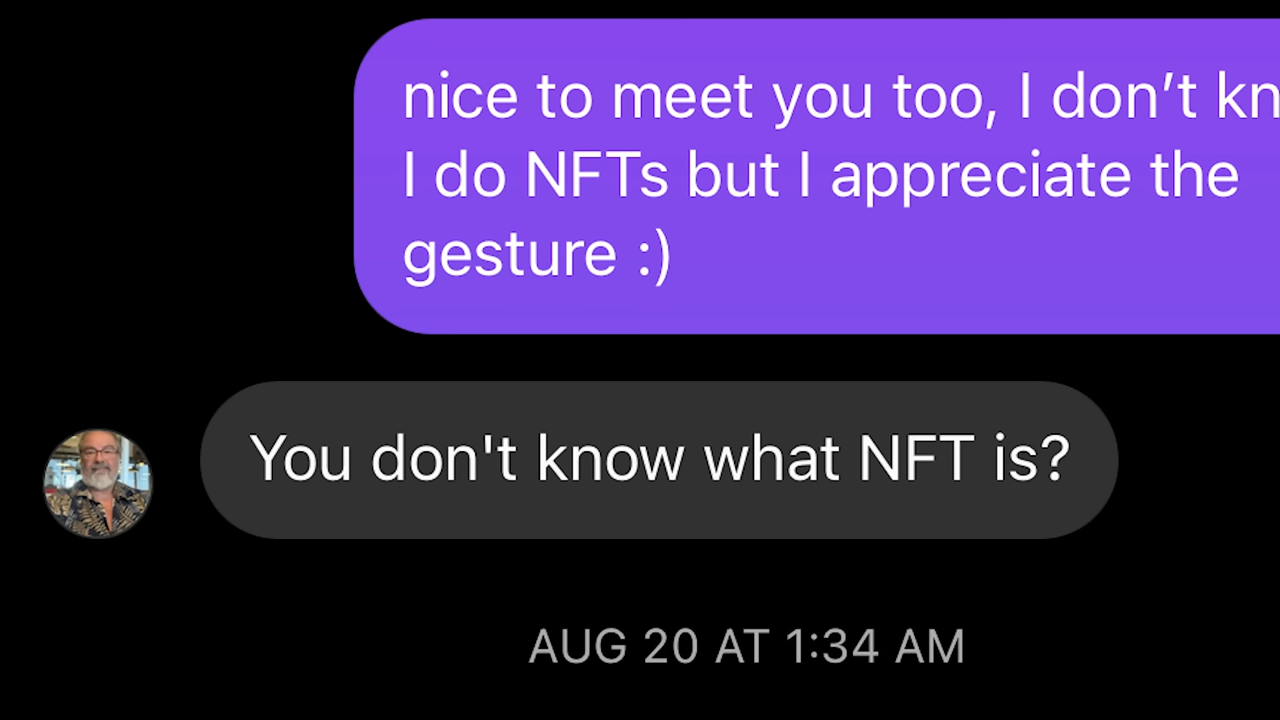 nice to meet you too, I don’t
I do NFTs but I appreciate the
gesture :)
You don't know what NFT is?
AUG 20 AT 1:34 AM